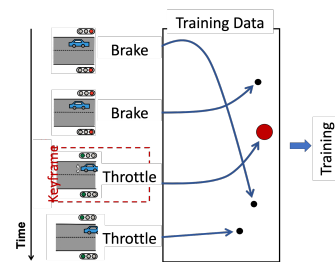 Training Data
Brake
Brake
Keyframe
Throttle
Throttle
Time
Training